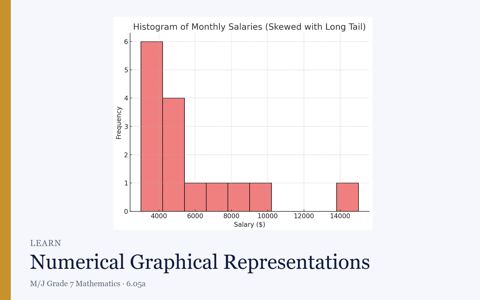 Histogram of Monthly Salaries (Skewed with Long Tail)
6
5
4
3
2
1
0
Frequency
4000 6000 8000 10000 12000 14000
Salary ($)
LEARN
Numerical Graphical Representations
M/J Grade 7 Mathematics · 6.05a